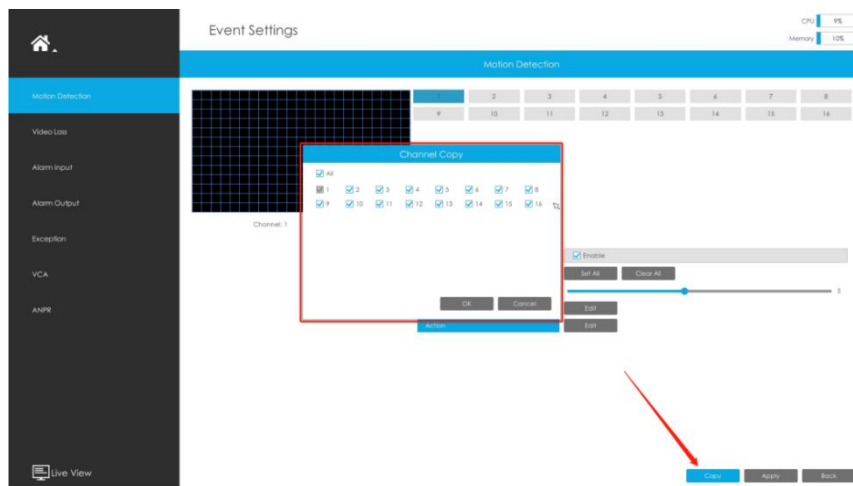 Event Settings
CPU 9%
Memory 10%
Motion Detection
Motion Detection
Video Loss
Alarm Input
Alarm Output
Exception
VCA
ANPR
Live View
1 2 3 4 5 6 7 8
9 10 11 12 13 14 15 16
Channel Copy
All
1 2 3 4 5 6 7 8
9 10 11 12 13 14 15 16
OK Cancel
Channel: 1
Enable
Set All Clear All
5
Edit
Action Edit
Copy Apply Back